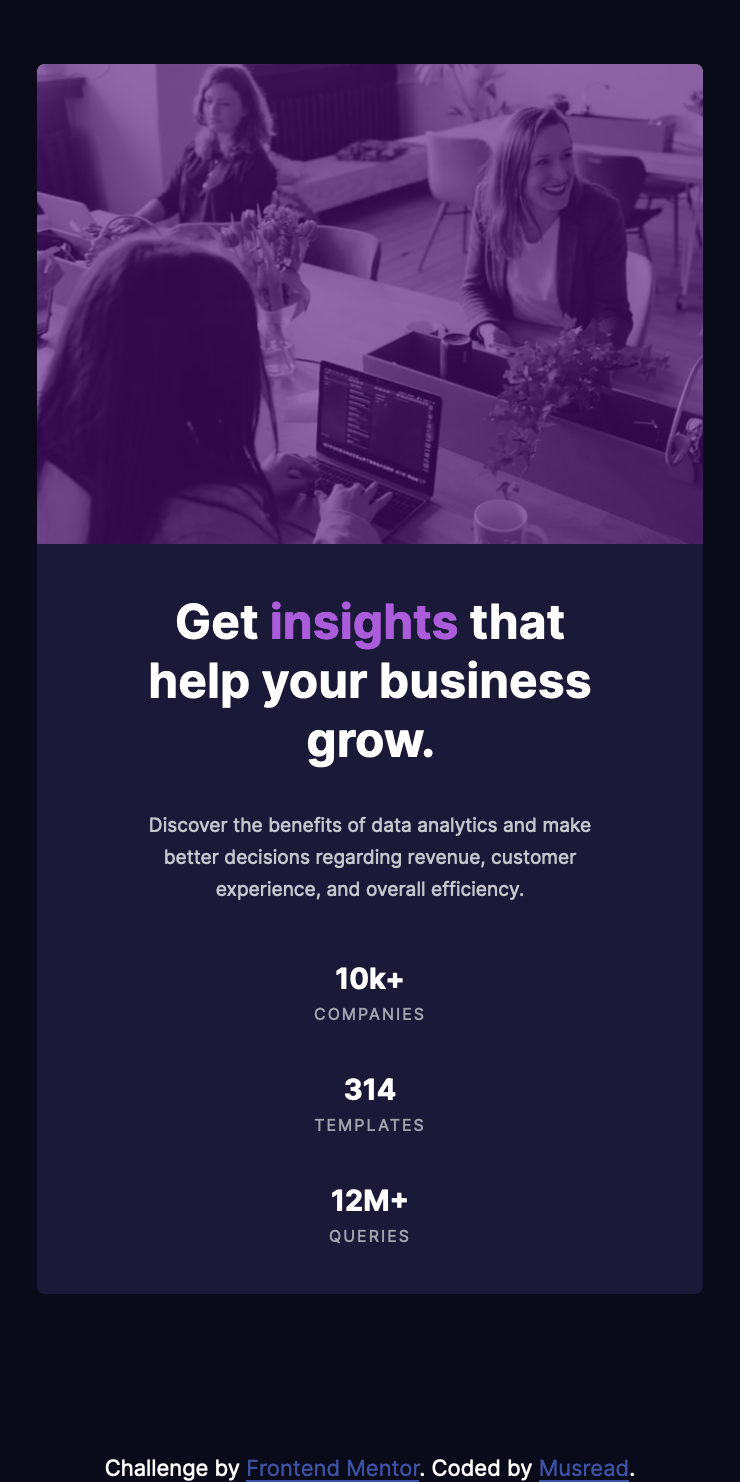 Get insights that
help your business
grow.
Discover the benefits of data analytics and make
better decisions regarding revenue, customer
experience, and overall efficiency.
10k+
COMPANIES
314
TEMPLATES
12M+
QUERIES
Challenge by Frontend Mentor. Coded by Musread.